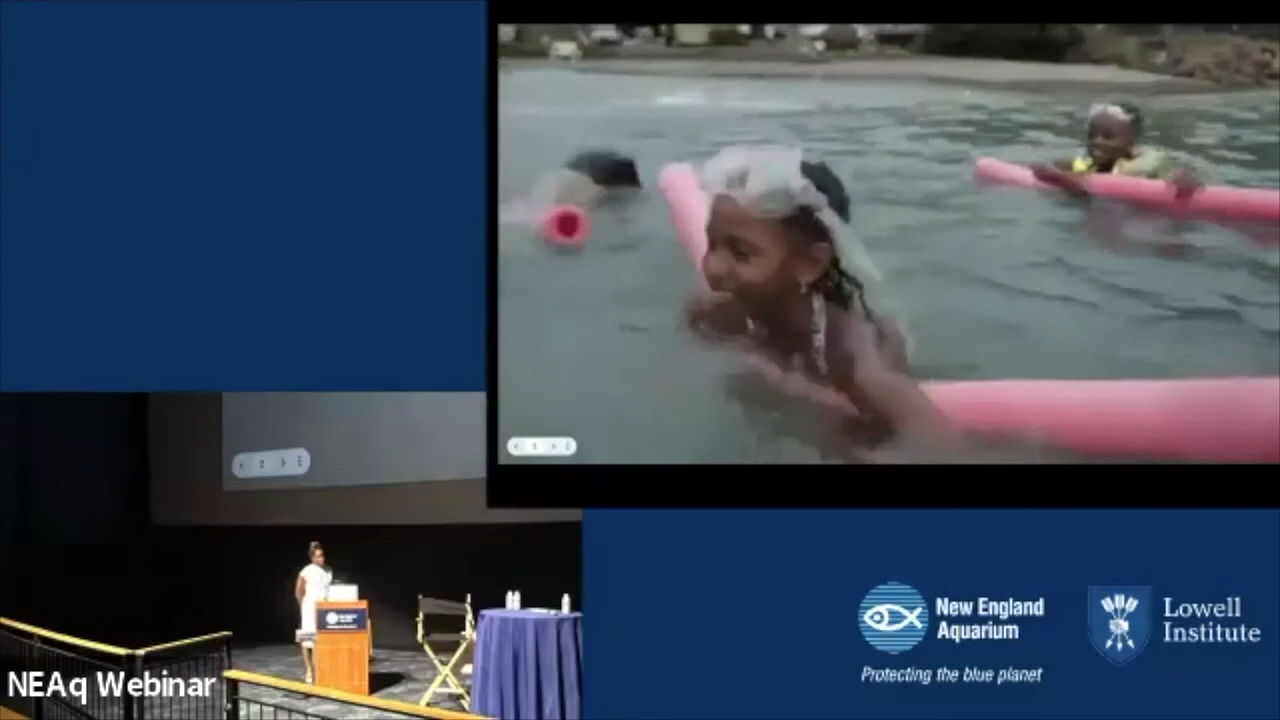 NEAq Webinar
New England
Aquarium
Protecting the blue planet
Lowell
Institute